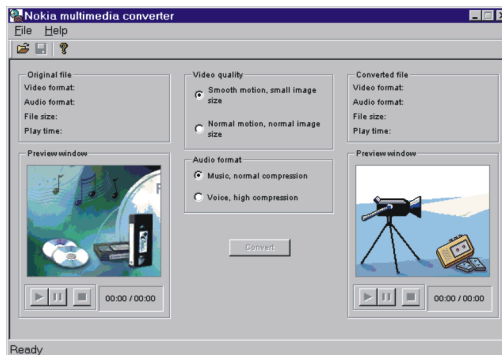 Nokia multimedia converter
File Help
Original file
Video format:
Audio format:
File size:
Play time:
Preview window
00:00 / 00:00
Video quality
Smooth motion, small image
size
Normal motion, normal image
size
Audio format
Music, normal compression
Voice, high compression
Convert
Converted file
Video format:
Audio format:
File size:
Play time:
Preview window
00:00 / 00:00
Ready